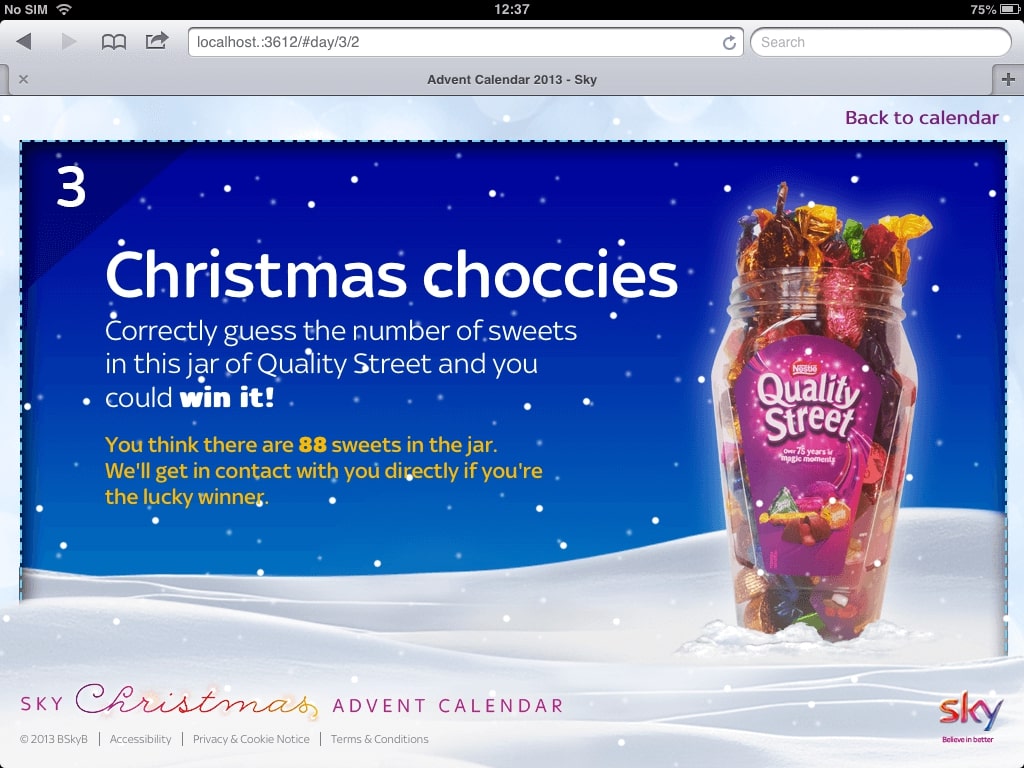 No SIM 12:37 75%
localhost.:3612/#day/3/2 Search
Advent Calendar 2013 - Sky
Back to calendar
3
Christmas choccies
Correctly guess the number of sweets
in this jar of Quality Street and you
could win it!
You think there are 88 sweets in the jar.
We'll get in contact with you directly if you're
the lucky winner.
Nestlé
Quality
Street
Over 75 years of
magic moments
SKY Christmas ADVENT CALENDAR
sky
Believe in better
© 2013 BSkyB | Accessibility | Privacy & Cookie Notice | Terms & Conditions